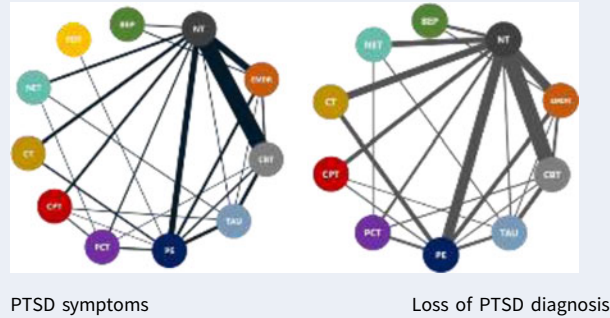 BEP
NT
EMDR
CBT
TAU
PE
PCT
CPT
CT
NET
BEP
NT
EMDR
CBT
TAU
PE
PCT
CPT
CT
NET
PTSD symptoms
Loss of PTSD diagnosis